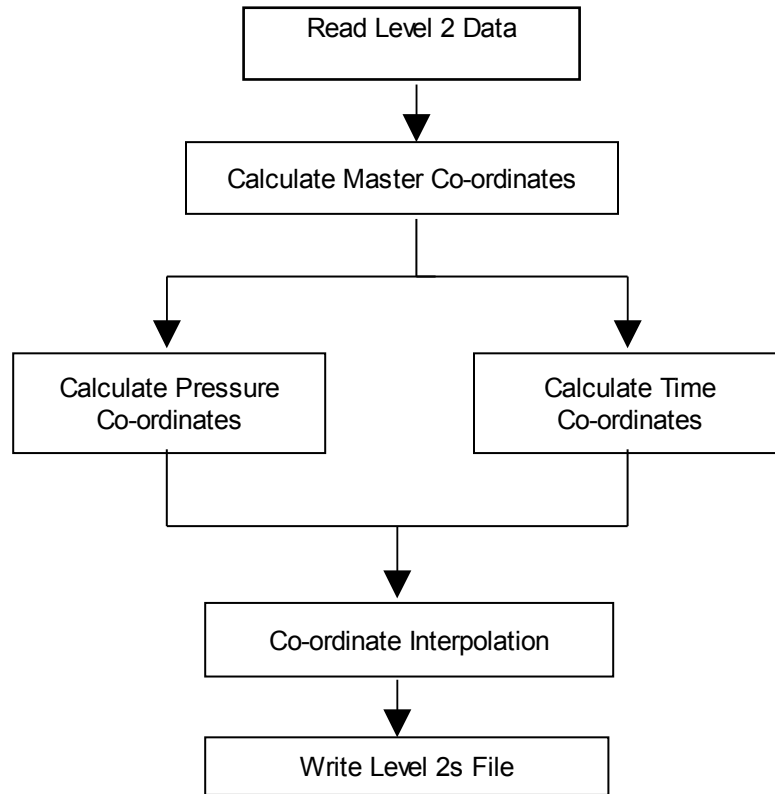 Read Level 2 Data
Calculate Master Co-ordinates
Calculate Pressure
Co-ordinates
Calculate Time
Co-ordinates
Co-ordinate Interpolation
Write Level 2s File